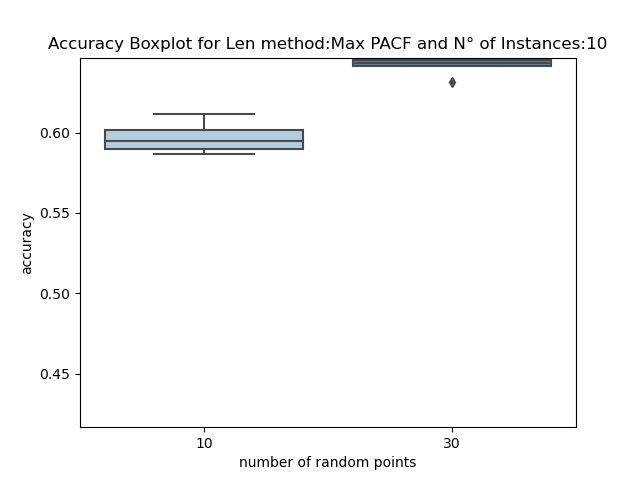 Accuracy Boxplot for Len method:Max PACF and N° of Instances:10
0.60
0.55
0.50
0.45
accuracy
10 30
number of random points